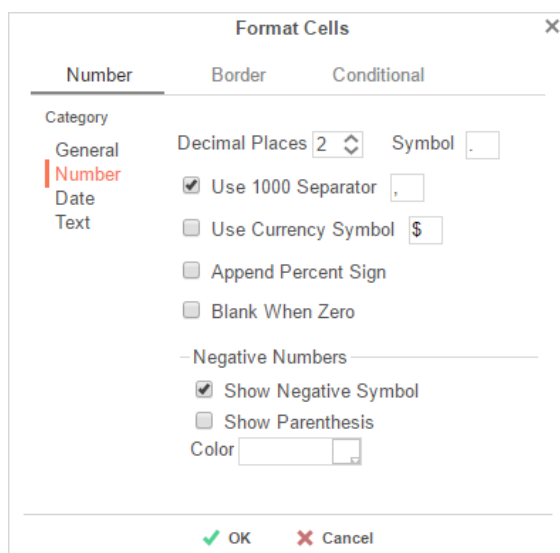 Format Cells
Number Border Conditional
Category
General
Number
Date
Text
Decimal Places 2 Symbol .
Use 1000 Separator ,
Use Currency Symbol $
Append Percent Sign
Blank When Zero
Negative Numbers
Show Negative Symbol
Show Parenthesis
Color
OK Cancel